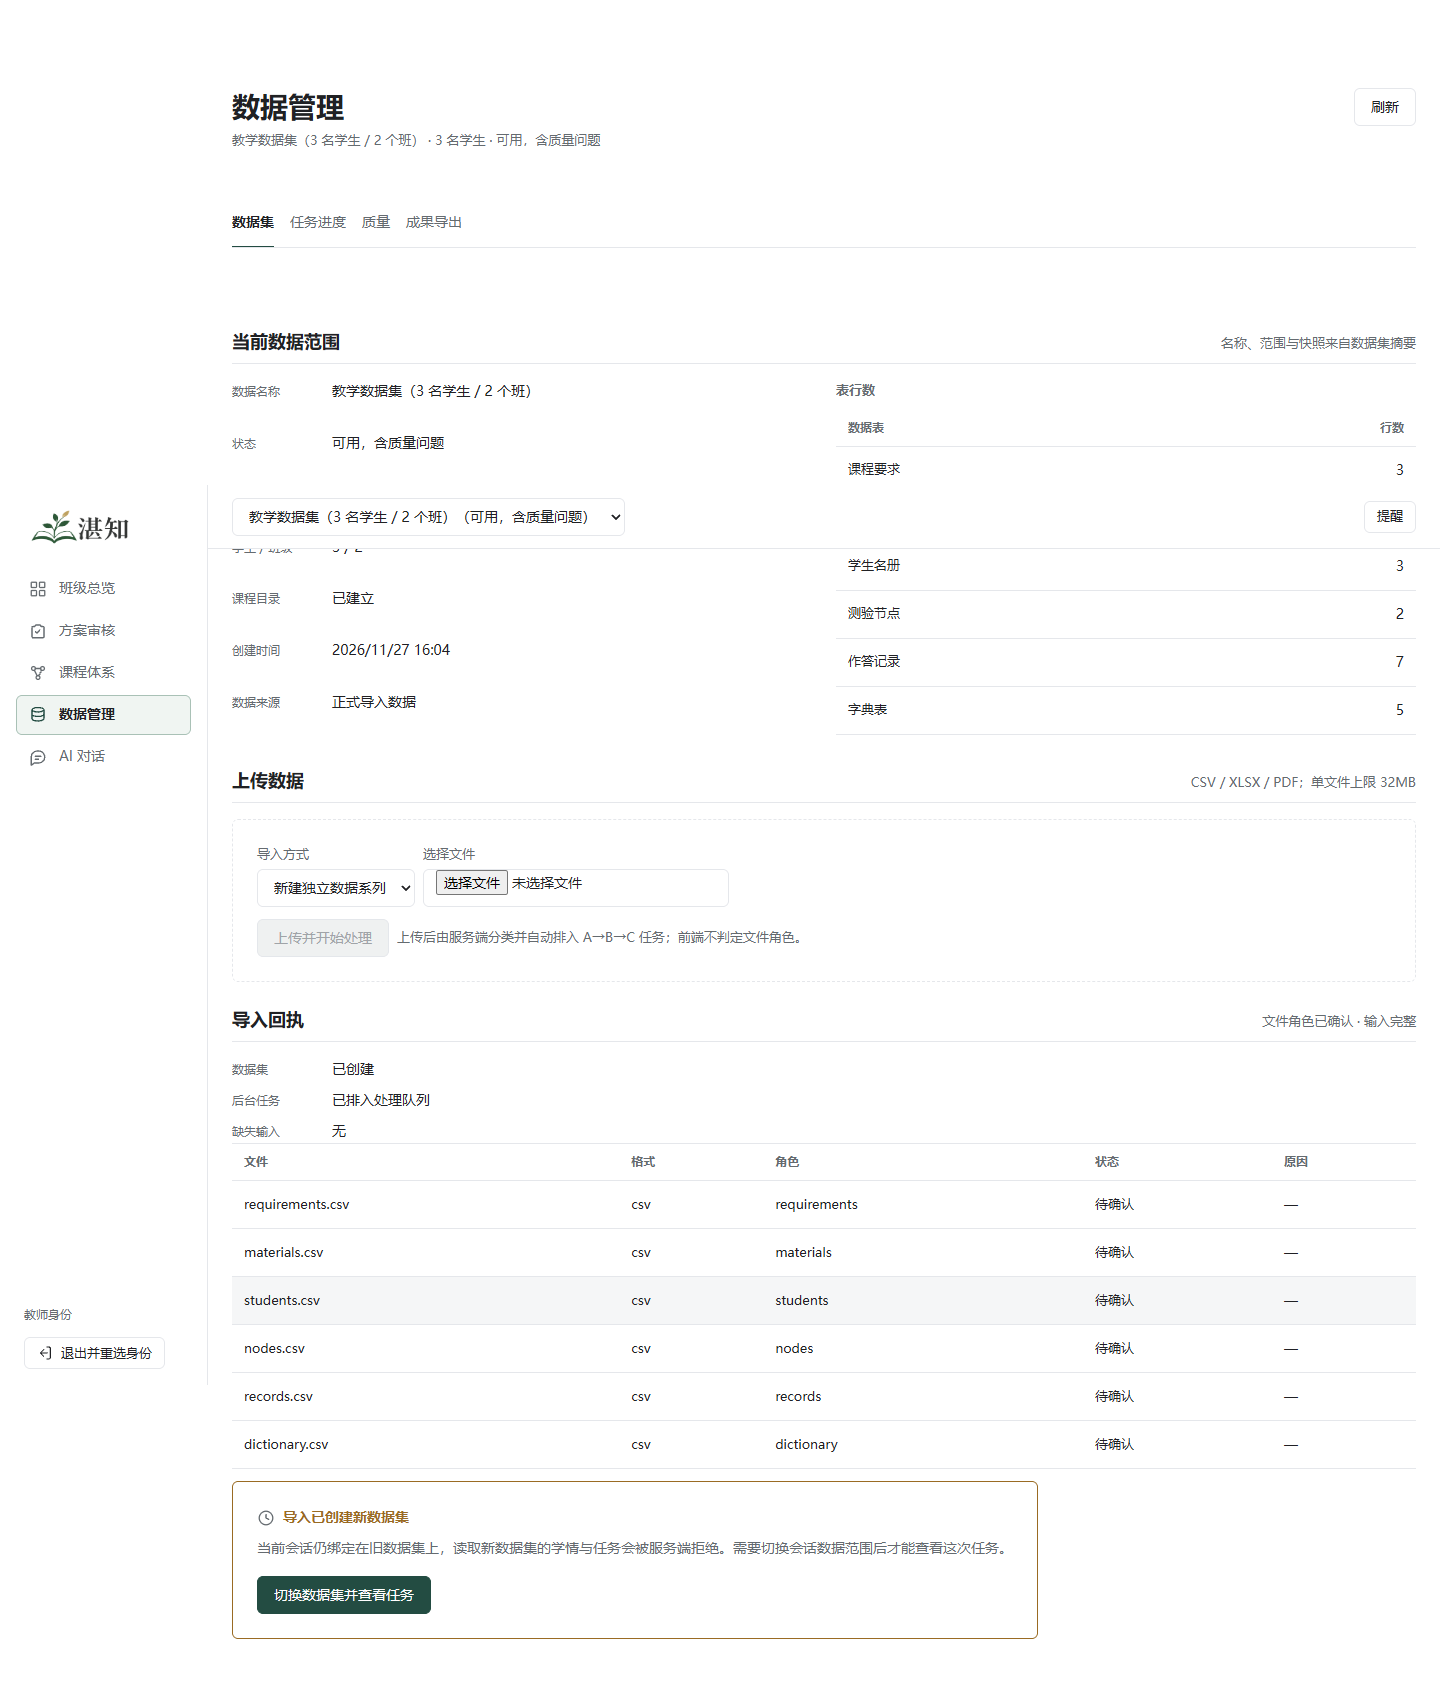 数据管理
刷新
教学数据集（3 名学生 / 2 个班） · 3 名学生 · 可用，含质量问题
数据集 任务进度 质量 成果导出
当前数据范围
名称、范围与快照来自数据集摘要
数据名称 教学数据集（3 名学生 / 2 个班）
状态 可用，含质量问题
表行数
数据表 行数
课程要求 3
湛知
教学数据集（3 名学生 / 2 个班）（可用，含质量问题）
提醒
班级总览
方案审核
课程体系
数据管理
AI 对话
课程目录 已建立
创建时间 2026/11/27 16:04
数据来源 正式导入数据
学生名册 3
测验节点 2
作答记录 7
字典表 5
上传数据
CSV / XLSX / PDF；单文件上限 32MB
导入方式 选择文件
新建独立数据系列 选择文件 未选择文件
上传并开始处理 上传后由服务端分类并自动排入 A→B→C 任务；前端不判定文件角色。
导入回执
文件角色已确认 · 输入完整
数据集 已创建
后台任务 已排入处理队列
缺失输入 无
文件 格式 角色 状态 原因
requirements.csv csv requirements 待确认 —
materials.csv csv materials 待确认 —
students.csv csv students 待确认 —
nodes.csv csv nodes 待确认 —
records.csv csv records 待确认 —
dictionary.csv csv dictionary 待确认 —
教师身份
退出并重选身份
导入已创建新数据集
当前会话仍绑定在旧数据集上，读取新数据集的学情与任务会被服务端拒绝。需要切换会话数据范围后才能查看这次任务。
切换数据集并查看任务